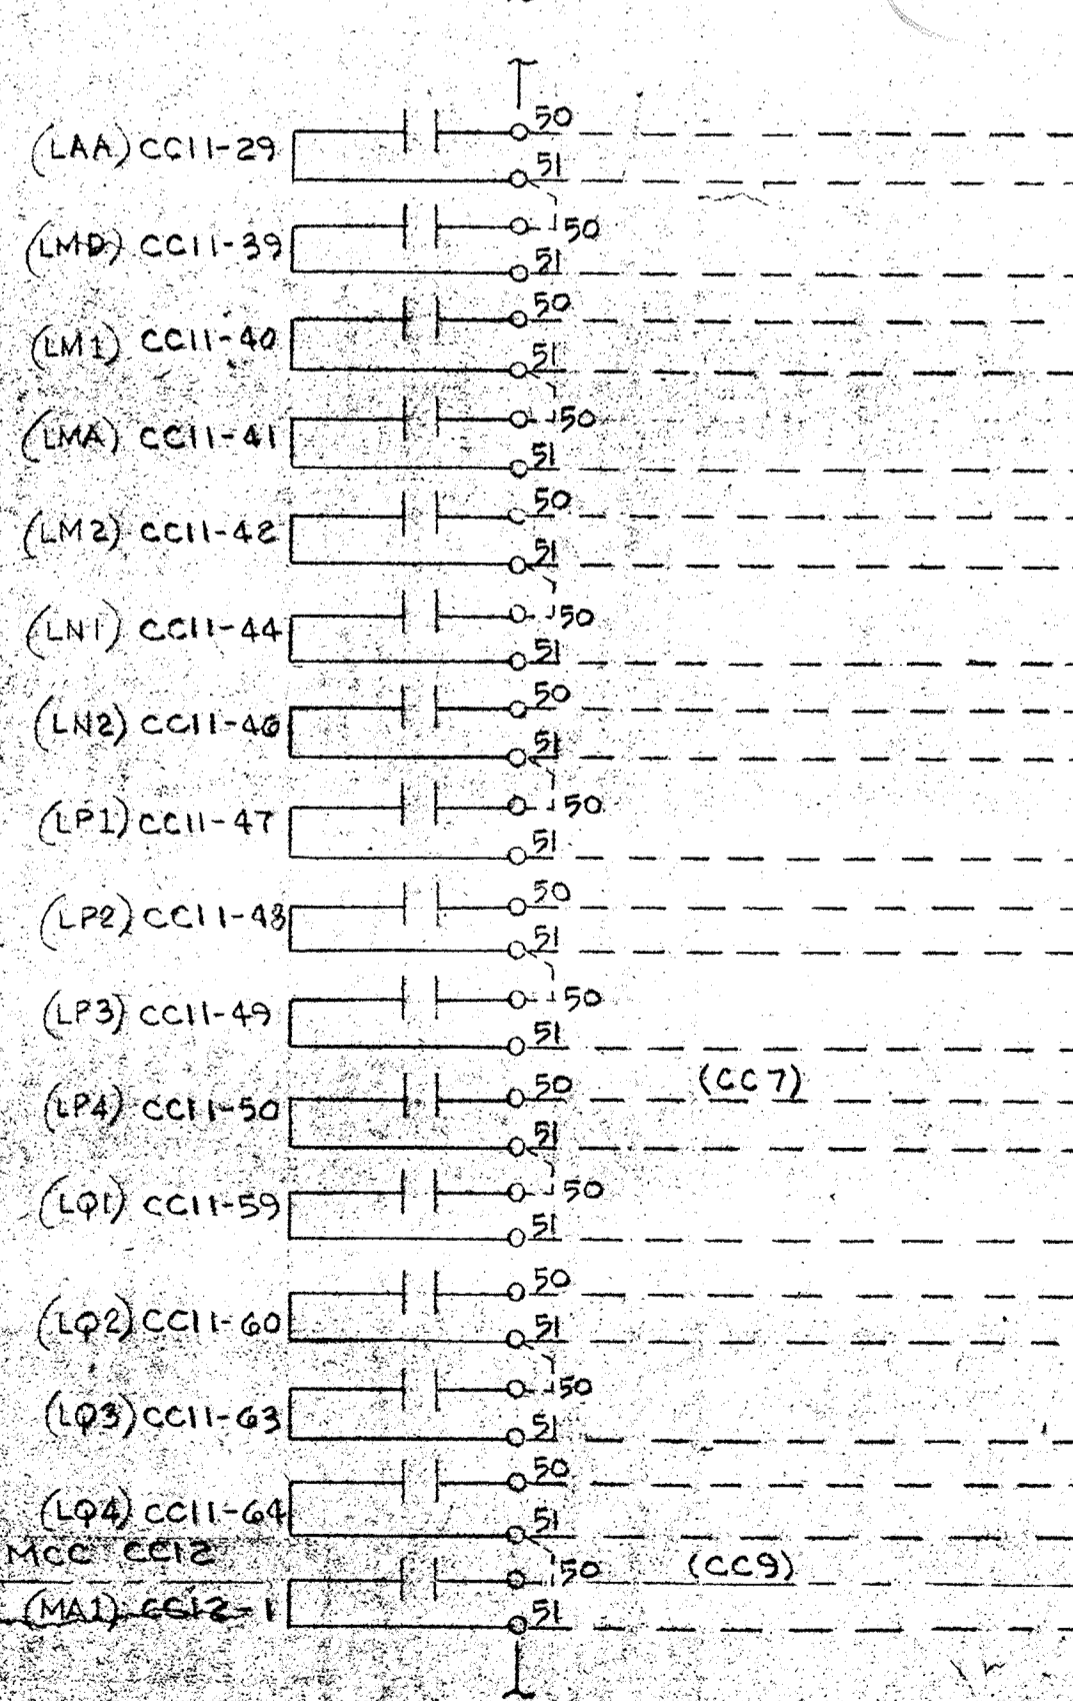 50
(LAA) CC11-29
51
50
(LMD) CC11-39
51
50
(LM1) CC11-40
51
50
(LMA) CC11-41
51
50
(LM2) CC11-42
51
50
(LN1) CC11-44
51
50
(LN2) CC11-46
51
50
(LP1) CC11-47
51
50
(LP2) CC11-48
51
50
(LP3) CC11-49
51
50 (CC7)
(LP4) CC11-50
51
50
(LQ1) CC11-59
51
50
(LQ2) CC11-60
51
50
(LQ3) CC11-63
51
50
(LQ4) CC11-64
51
MCC CC12
50 (CC9)
(MA1) CC12-1
51